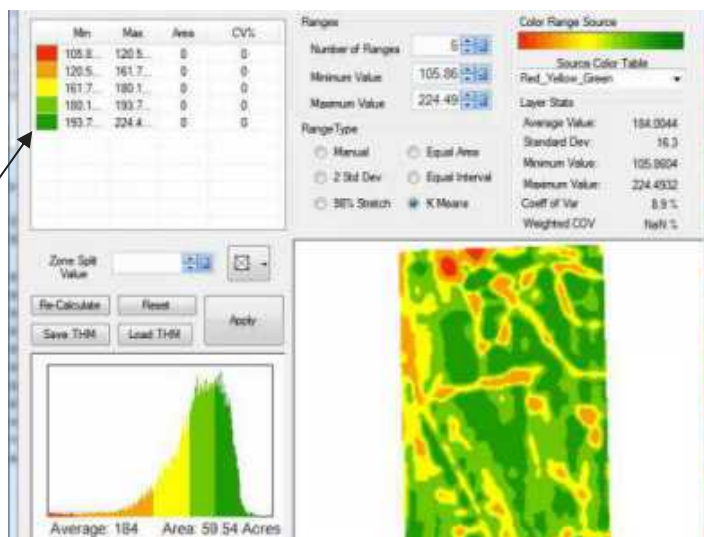 Min Max Area CV%
105.8... 120.5... 0 0
120.5... 161.7... 0 0
161.7... 180.1... 0 0
180.1... 193.7... 0 0
193.7... 224.4... 0 0
Ranges
Number of Ranges 5
Minimum Value 105.86
Maximum Value 224.49
Range Type
Manual Equal Area
2 Std Dev Equal Interval
98% Stretch K Means
Color Range Source
Source Color Table
Red_Yellow_Green
Layer Stats
Average Value: 184.0044
Standard Dev: 16.3
Minimum Value: 105.8604
Maximum Value: 224.4932
Coeff of Var 8.9 %
Weighted COV NaN %
Zone Split
Value
Re-Calculate Reset
Apply
Save THM Load THM
Average: 184 Area: 59.54 Acres